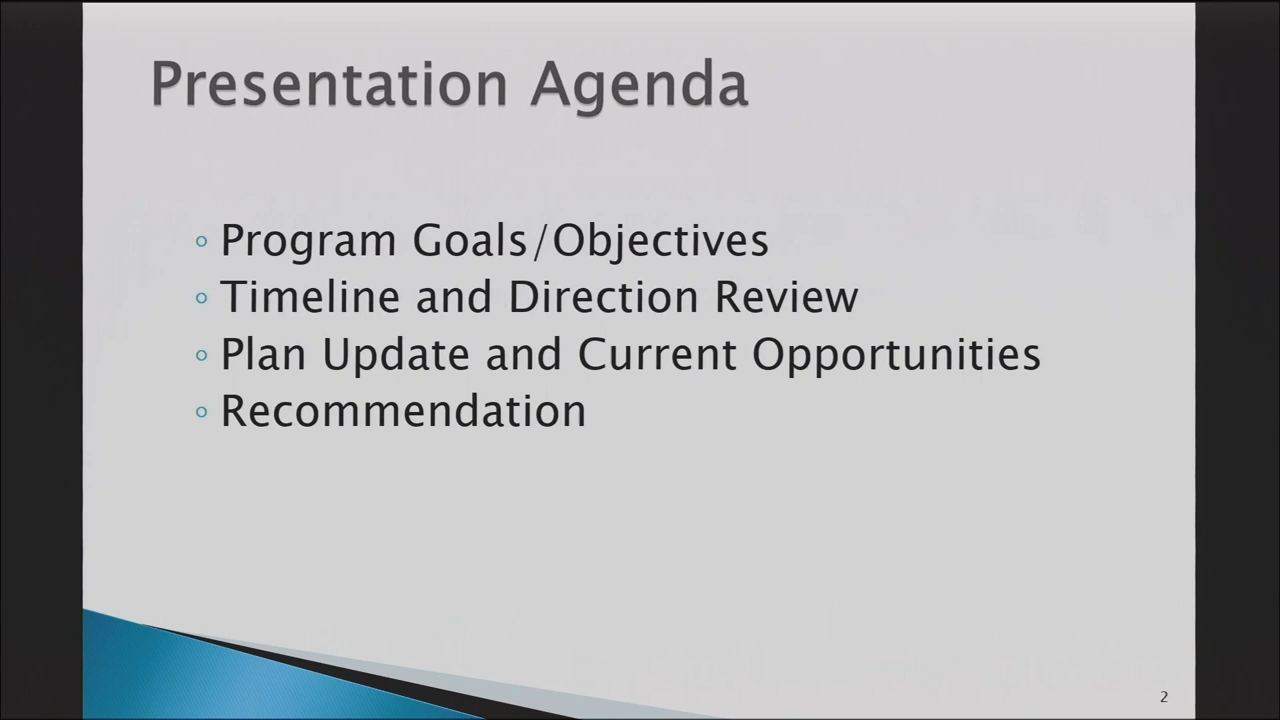 Presentation Agenda
◦ Program Goals/Objectives
◦ Timeline and Direction Review
◦ Plan Update and Current Opportunities
◦ Recommendation
2